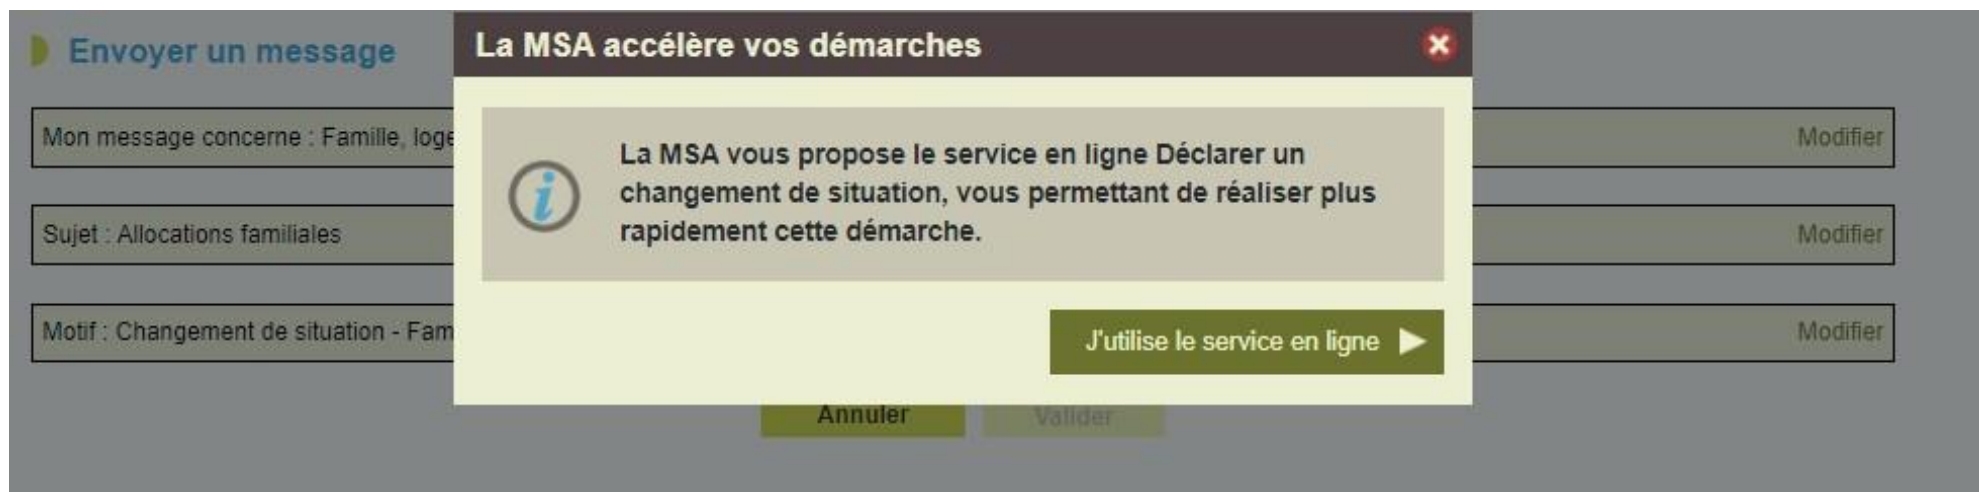 Envoyer un message
La MSA accélère vos démarches
Mon message concerne : Famille, loge
Modifier
La MSA vous propose le service en ligne Déclarer un
changement de situation, vous permettant de réaliser plus
rapidement cette démarche.
Sujet : Allocations familiales
Modifier
Motif : Changement de situation - Fam
Modifier
J'utilise le service en ligne
Annuler
Valider